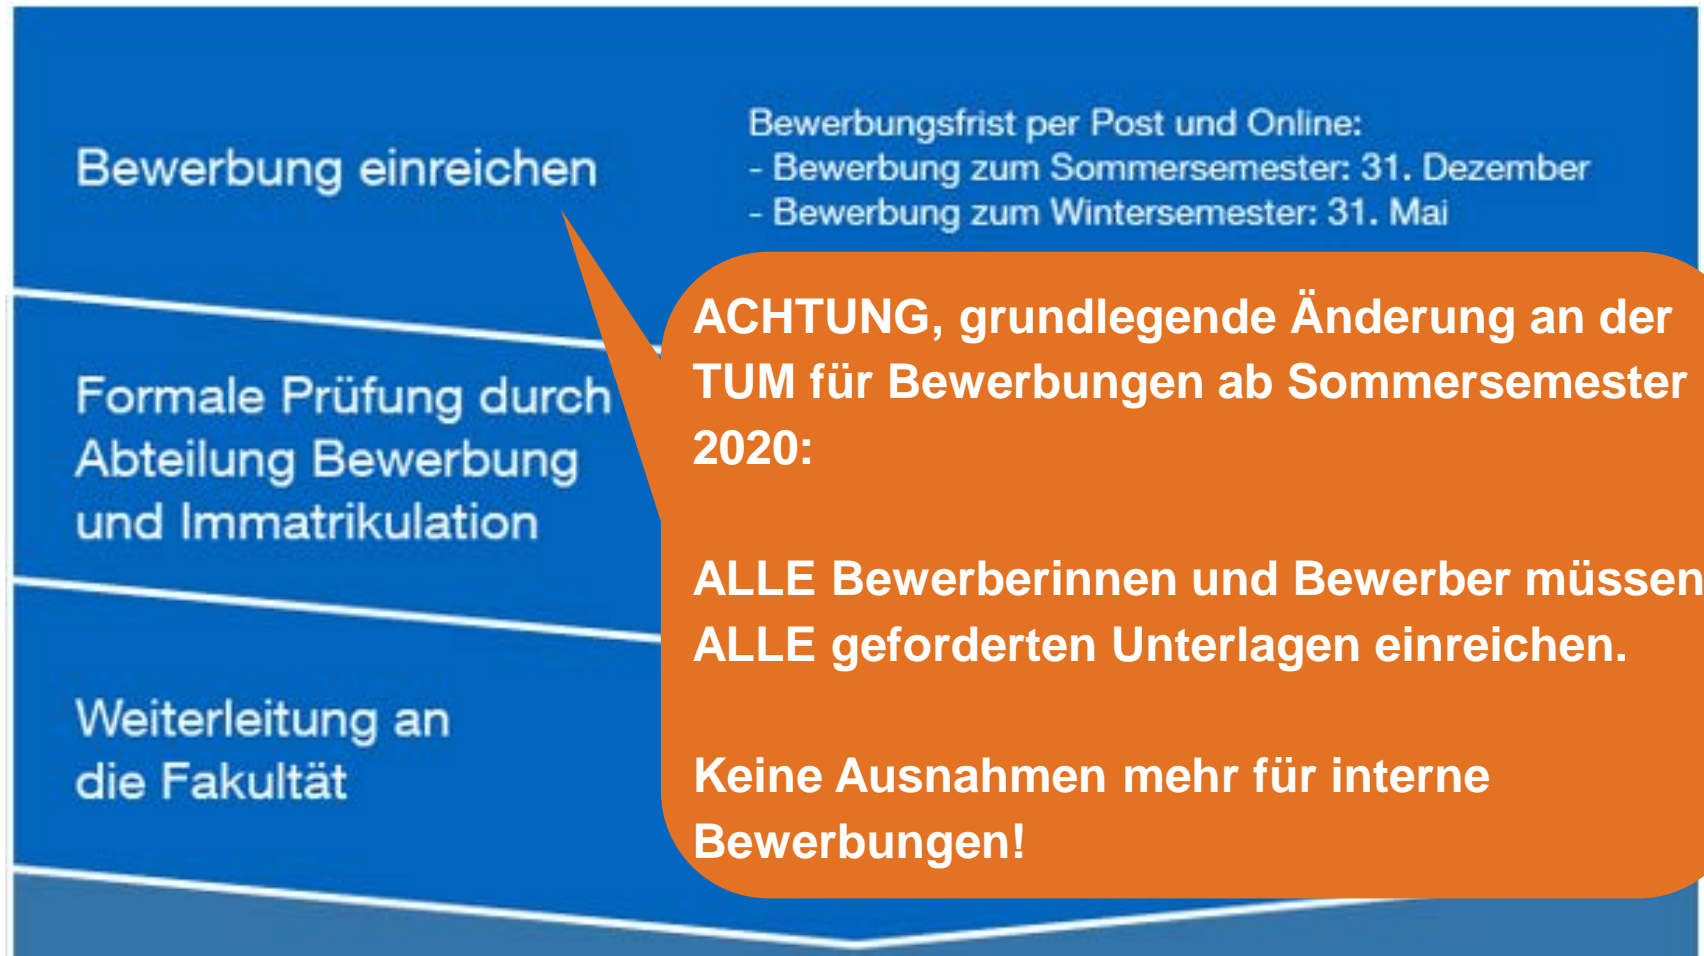 Bewerbung einreichen
Bewerbungsfrist per Post und Online:
- Bewerbung zum Sommersemester: 31. Dezember
- Bewerbung zum Wintersemester: 31. Mai
ACHTUNG, grundlegende Änderung an der
TUM für Bewerbungen ab Sommersemester
2020:
ALLE Bewerberinnen und Bewerber müssen
ALLE geforderten Unterlagen einreichen.
Keine Ausnahmen mehr für interne
Bewerbungen!
Formale Prüfung durch
Abteilung Bewerbung
und Immatrikulation
Weiterleitung an
die Fakultät